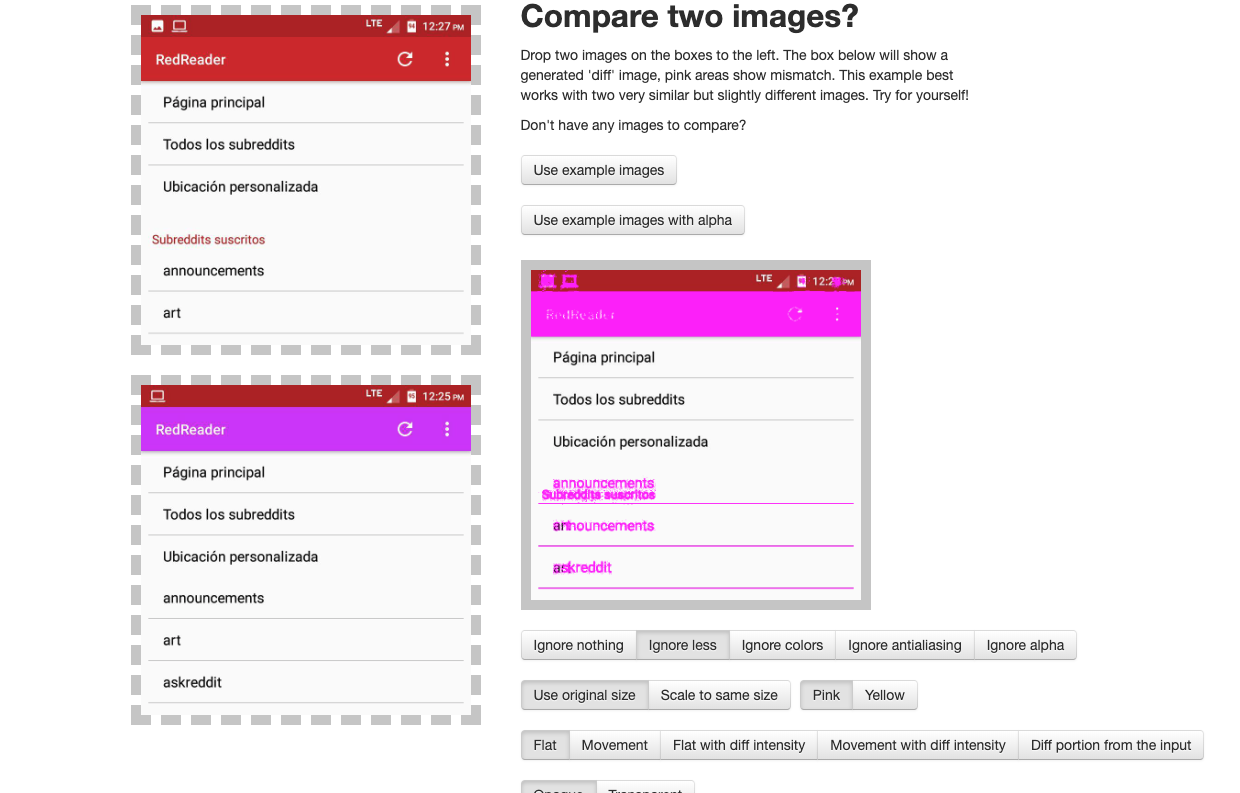 LTE 94 12:27 PM
RedReader
Página principal
Todos los subreddits
Ubicación personalizada
Subreddits suscritos
announcements
art
LTE 95 12:25 PM
RedReader
Página principal
Todos los subreddits
Ubicación personalizada
announcements
art
askreddit
Compare two images?
Drop two images on the boxes to the left. The box below will show a
generated 'diff' image, pink areas show mismatch. This example best
works with two very similar but slightly different images. Try for yourself!
Don't have any images to compare?
Use example images
Use example images with alpha
LTE PM
RedReader
Página principal
Todos los subreddits
Ubicación personalizada
announcements
Subreddits suscritos
announcements
askreddit
Ignore nothing Ignore less Ignore colors Ignore antialiasing Ignore alpha
Use original size Scale to same size Pink Yellow
Flat Movement Flat with diff intensity Movement with diff intensity Diff portion from the input
Opaque Transparent